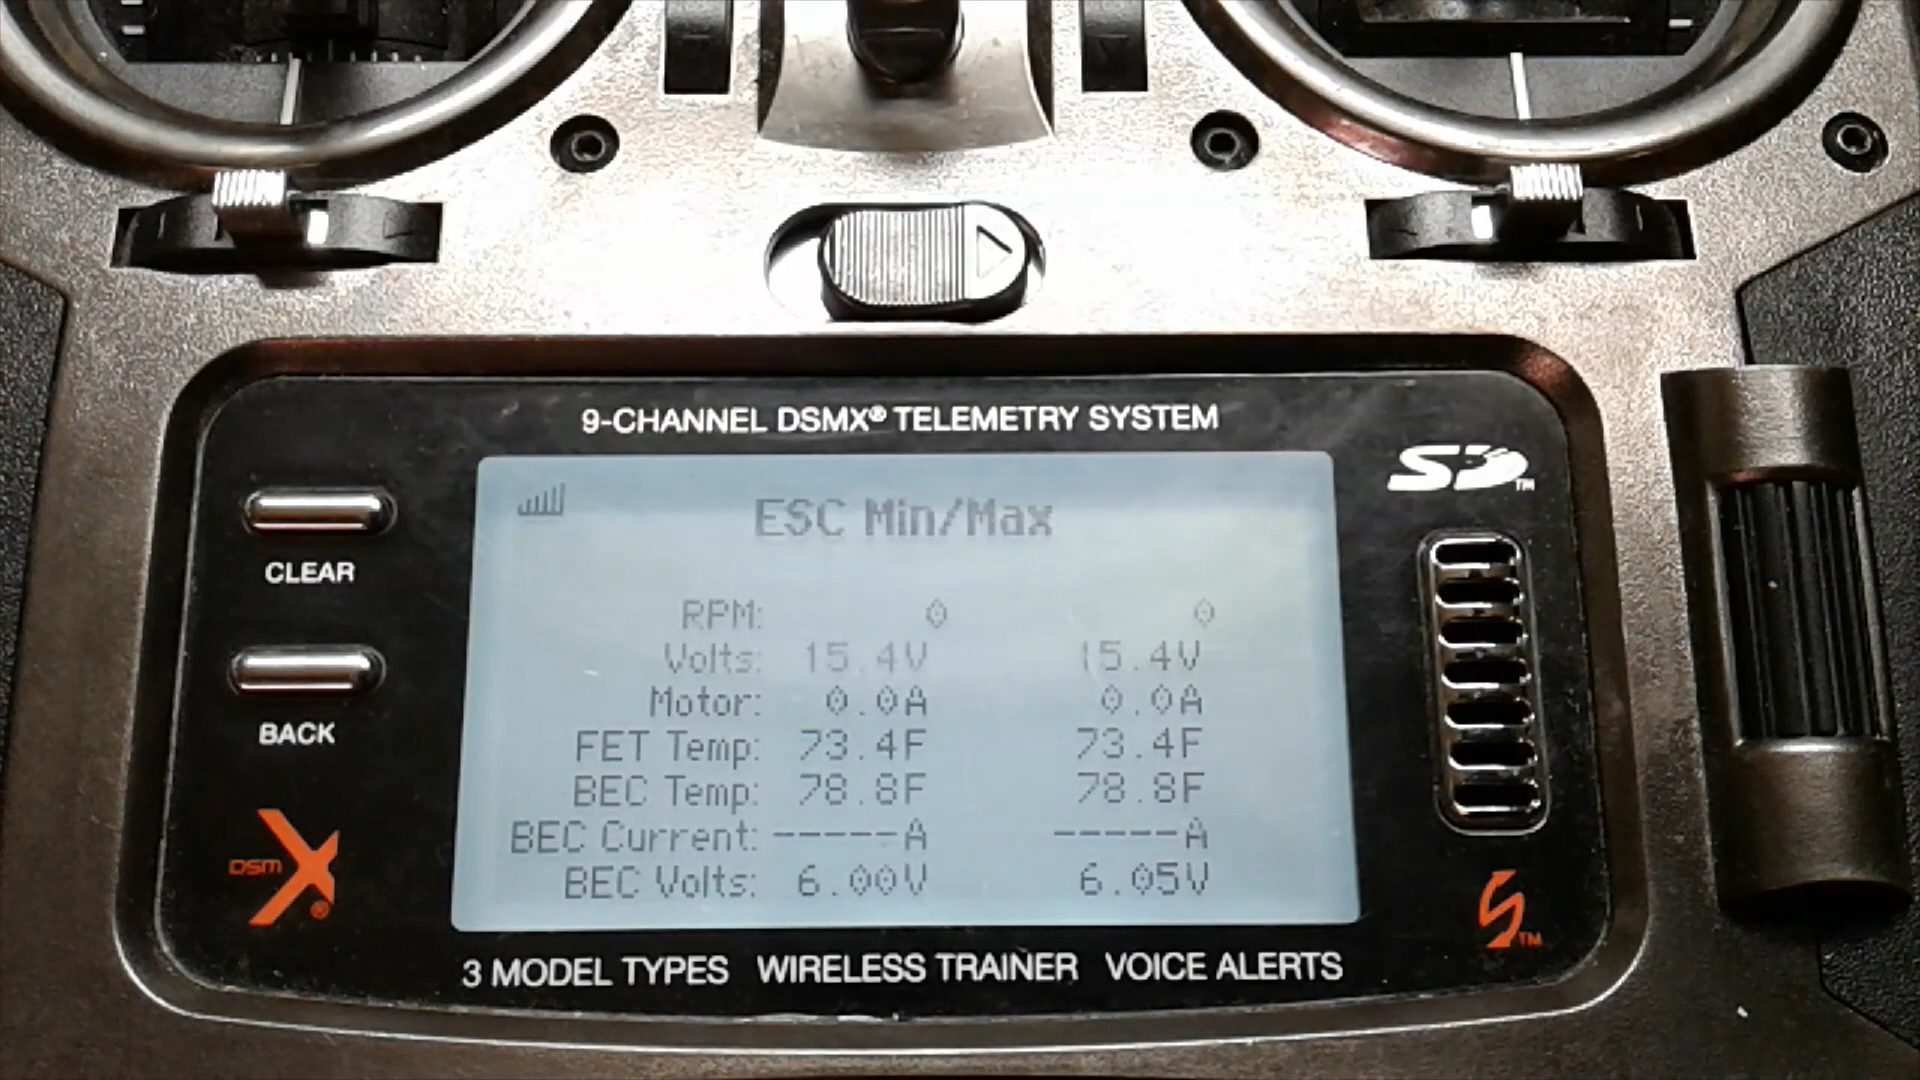 9-CHANNEL DSMX® TELEMETRY SYSTEM
SD™
ESC Min/Max
CLEAR
RPM: 0 0
Volts: 15.4V 15.4V
Motor: 0.0A 0.0A
BACK
FET Temp: 73.4F 73.4F
BEC Temp: 78.8F 78.8F
BEC Current: -----A -----A
BEC Volts: 6.00V 6.05V
DSM X®
S™
3 MODEL TYPES WIRELESS TRAINER VOICE ALERTS